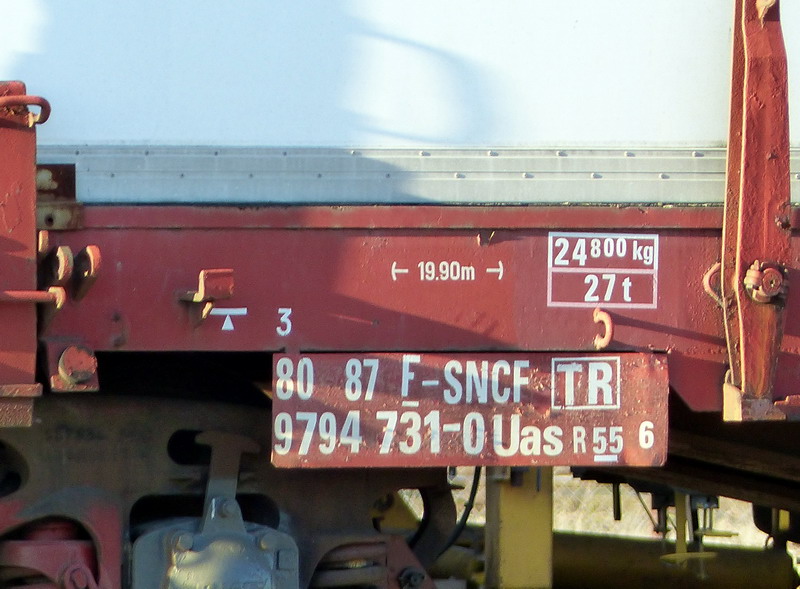 19.90m
24 800 kg
27 t
3
80 87 F-SNCF TR
9794 731-0 Uas R 55 6